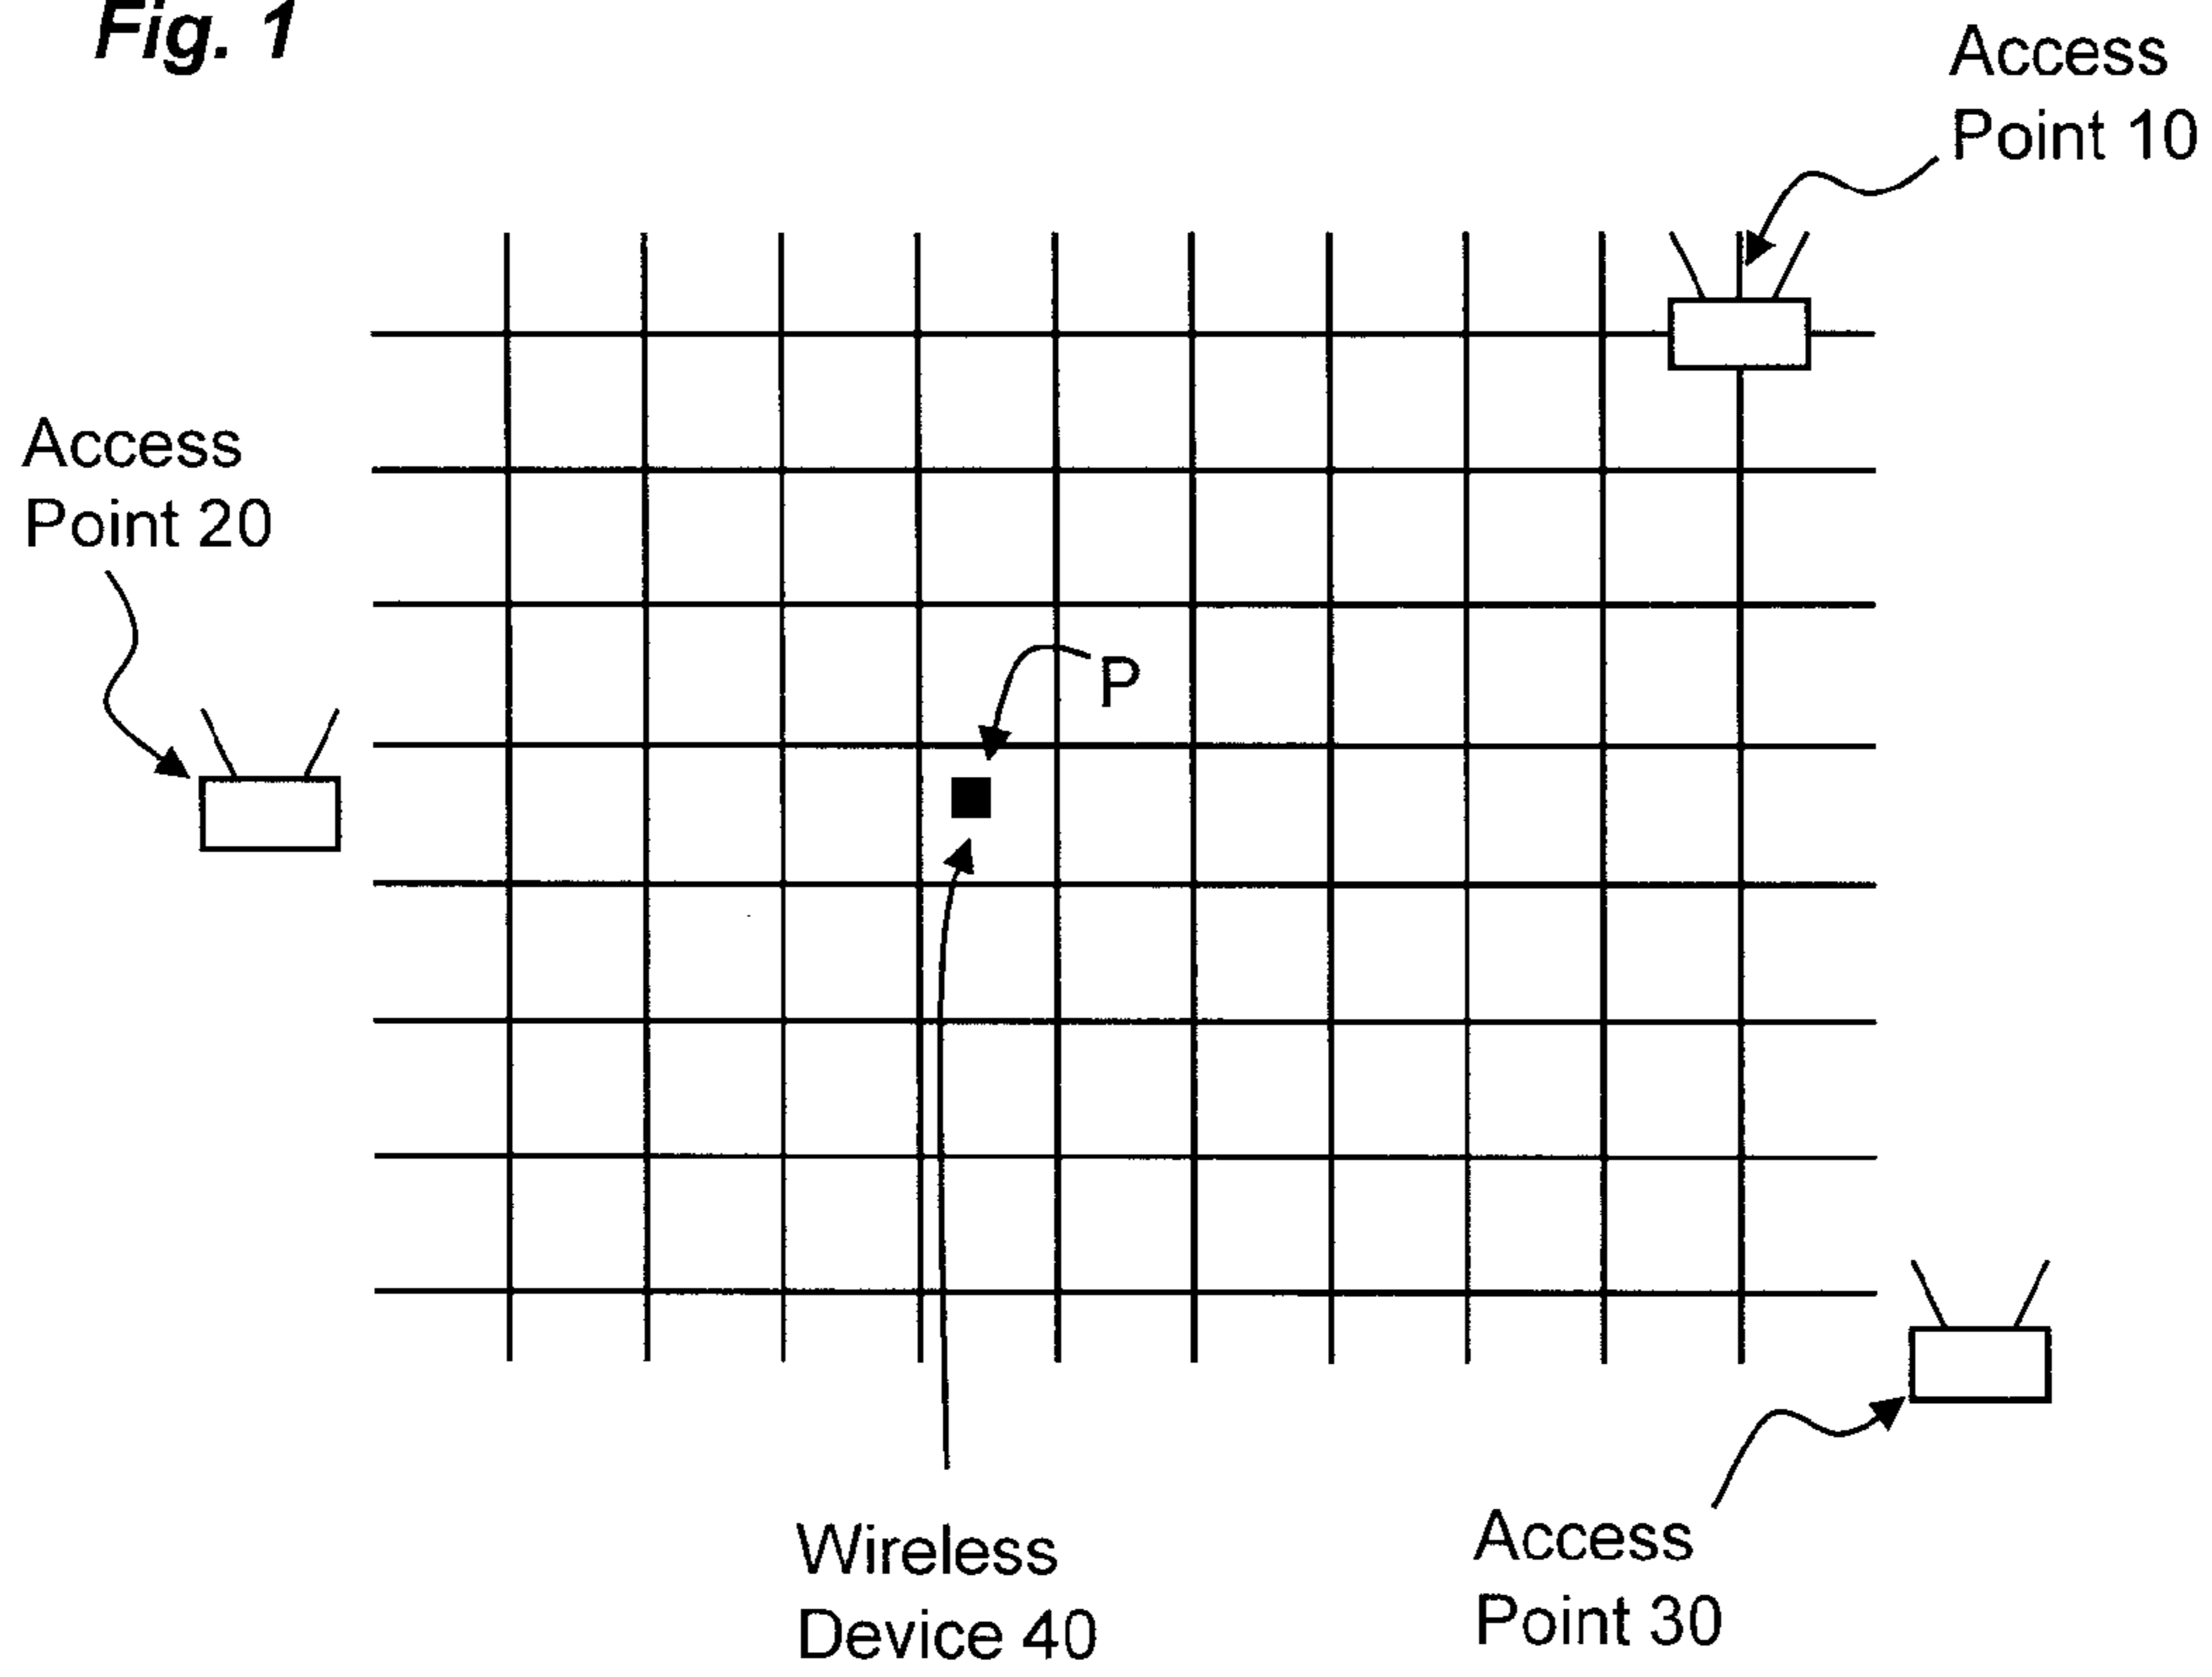 Fig. 1
Access
Point 10
Access
Point 20
P
Wireless
Device 40
Access
Point 30